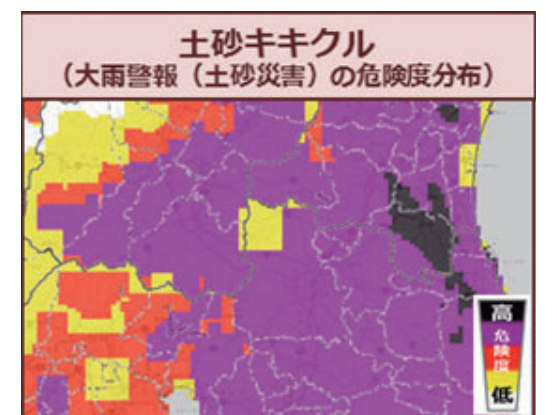 土砂キキクル
（大雨警報（土砂災害）の危険度分布）
高
危険度
低